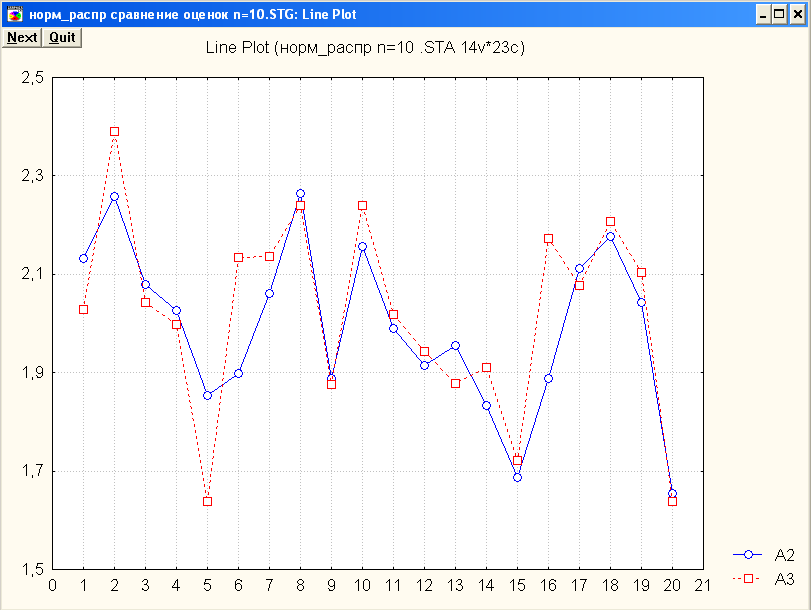 норм_распр сравнение оценок n=10.STG: Line Plot
Next Quit
Line Plot (норм_распр n=10 .STA 14v*23c)
2,5
2,3
2,1
1,9
1,7
1,5
0 1 2 3 4 5 6 7 8 9 10 11 12 13 14 15 16 17 18 19 20 21
A2
A3